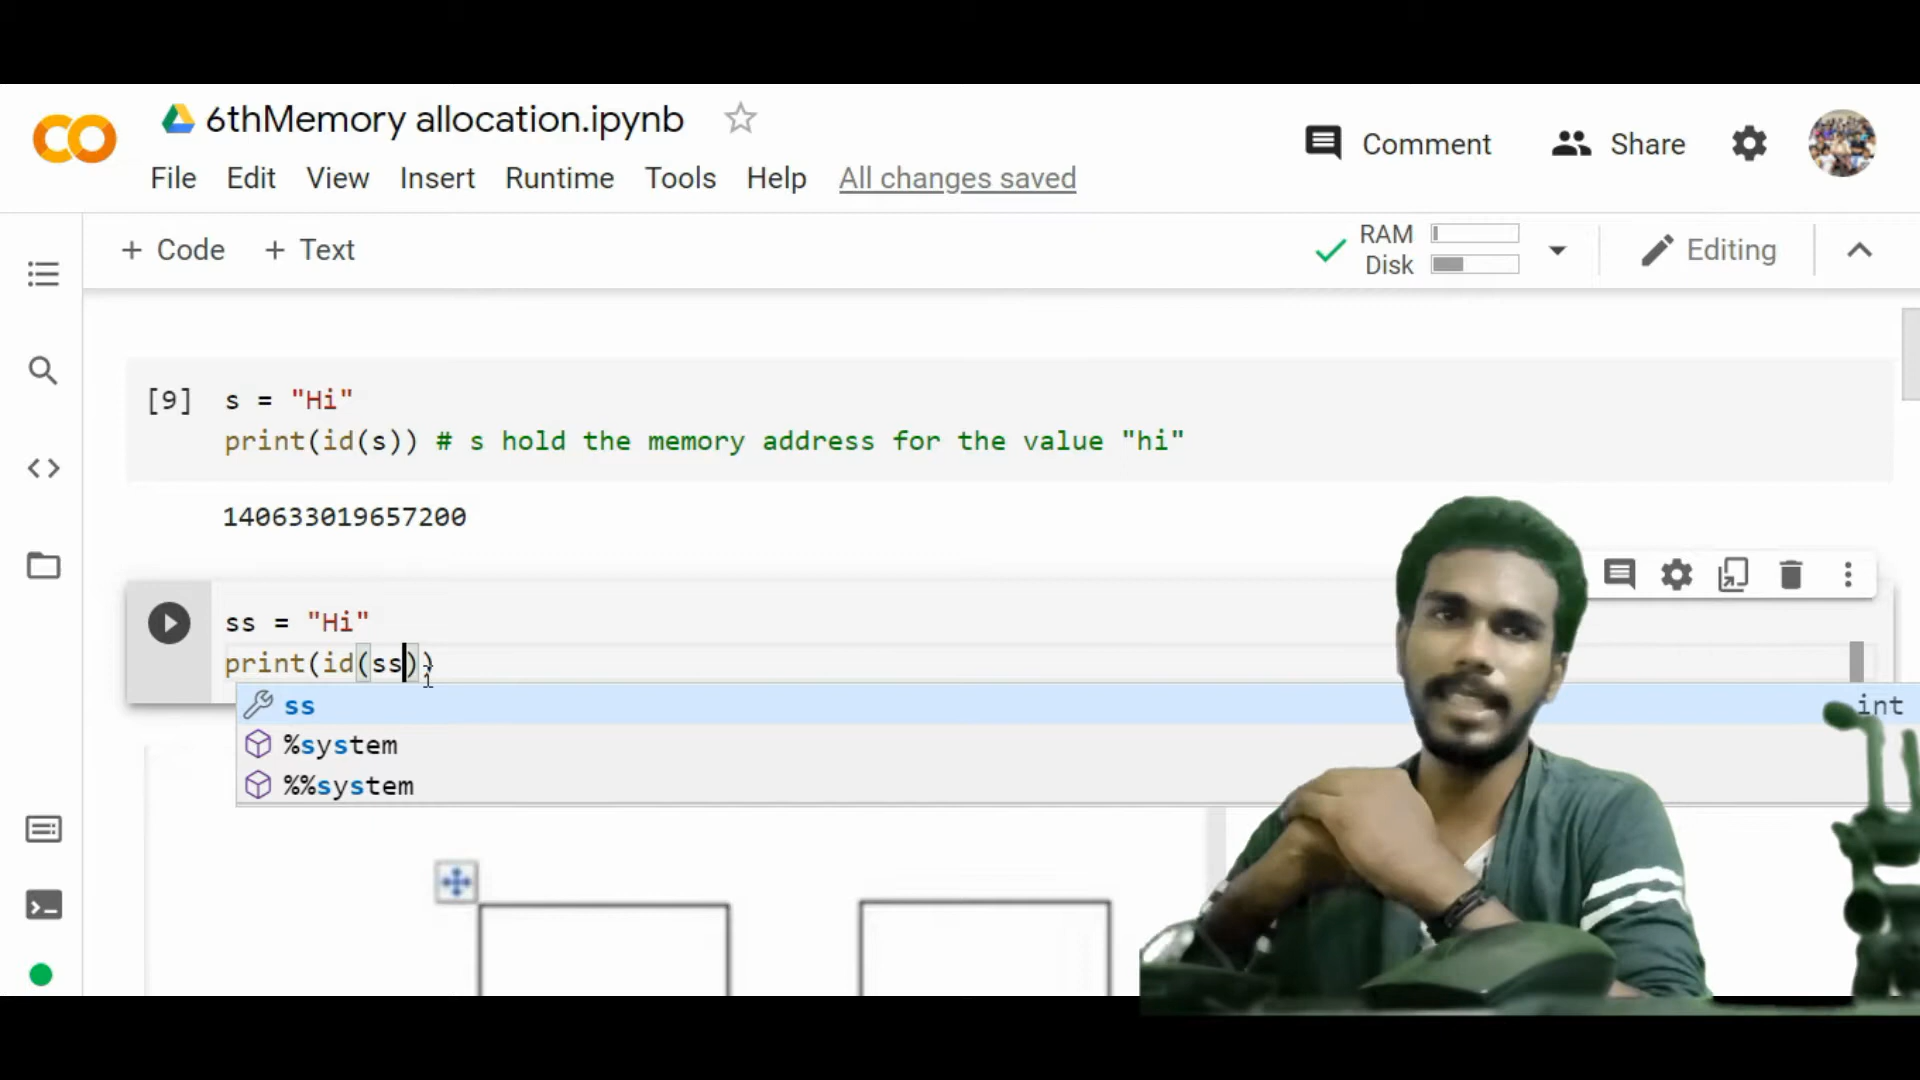 6thMemory allocation.ipynb
Comment
Share
File Edit View Insert Runtime Tools Help All changes saved
+ Code + Text
RAM
Disk
Editing
[9] s = "Hi"
print(id(s)) # s hold the memory address for the value "hi"
140633019657200
ss = "Hi"
print(id(ss))
ss
int
%system
%%system